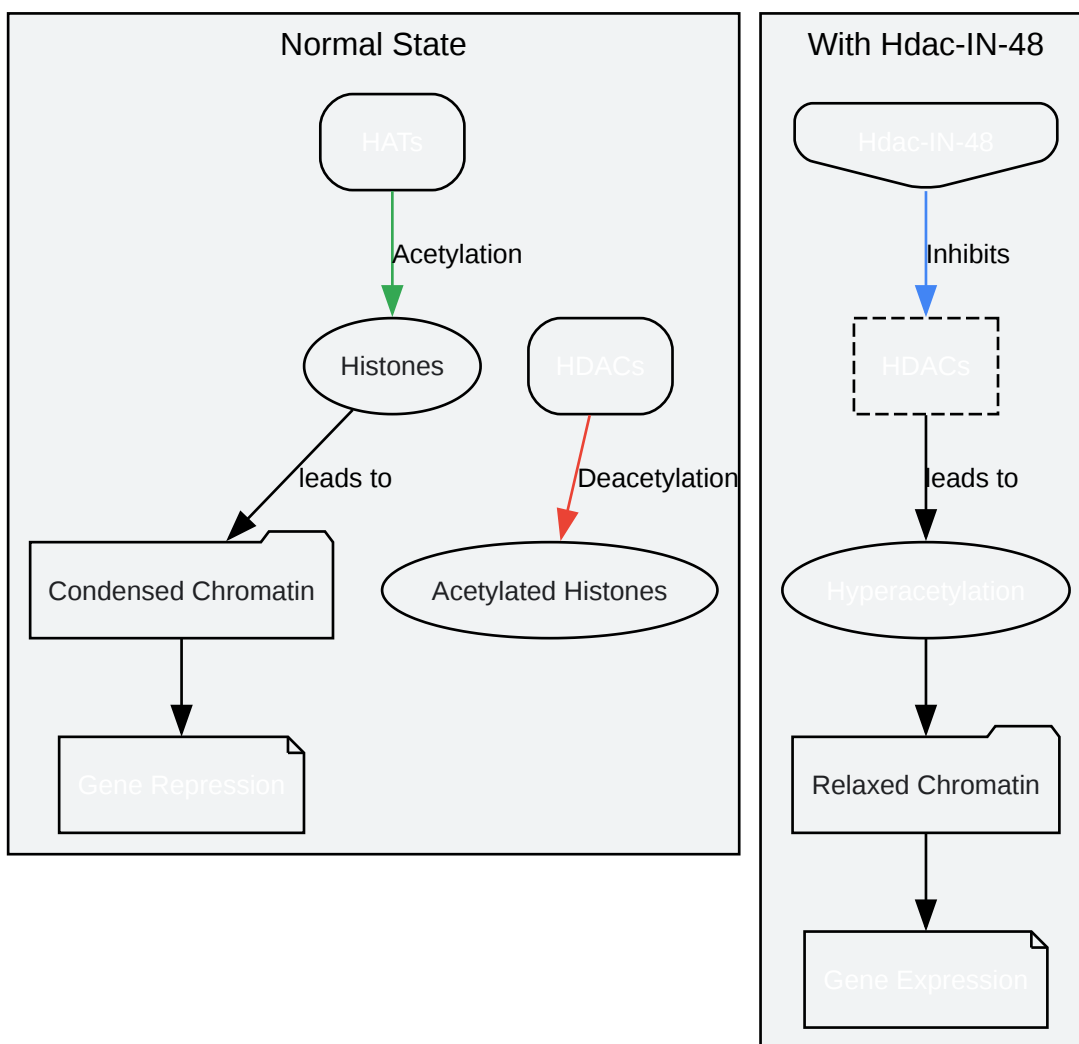 Normal State
HATs
Acetylation
Histones
HDACs
leads to
Deacetylation
Condensed Chromatin
Acetylated Histones
Gene Repression
With Hdac-IN-48
Hdac-IN-48
Inhibits
HDACs
leads to
Hyperacetylation
Relaxed Chromatin
Gene Expression